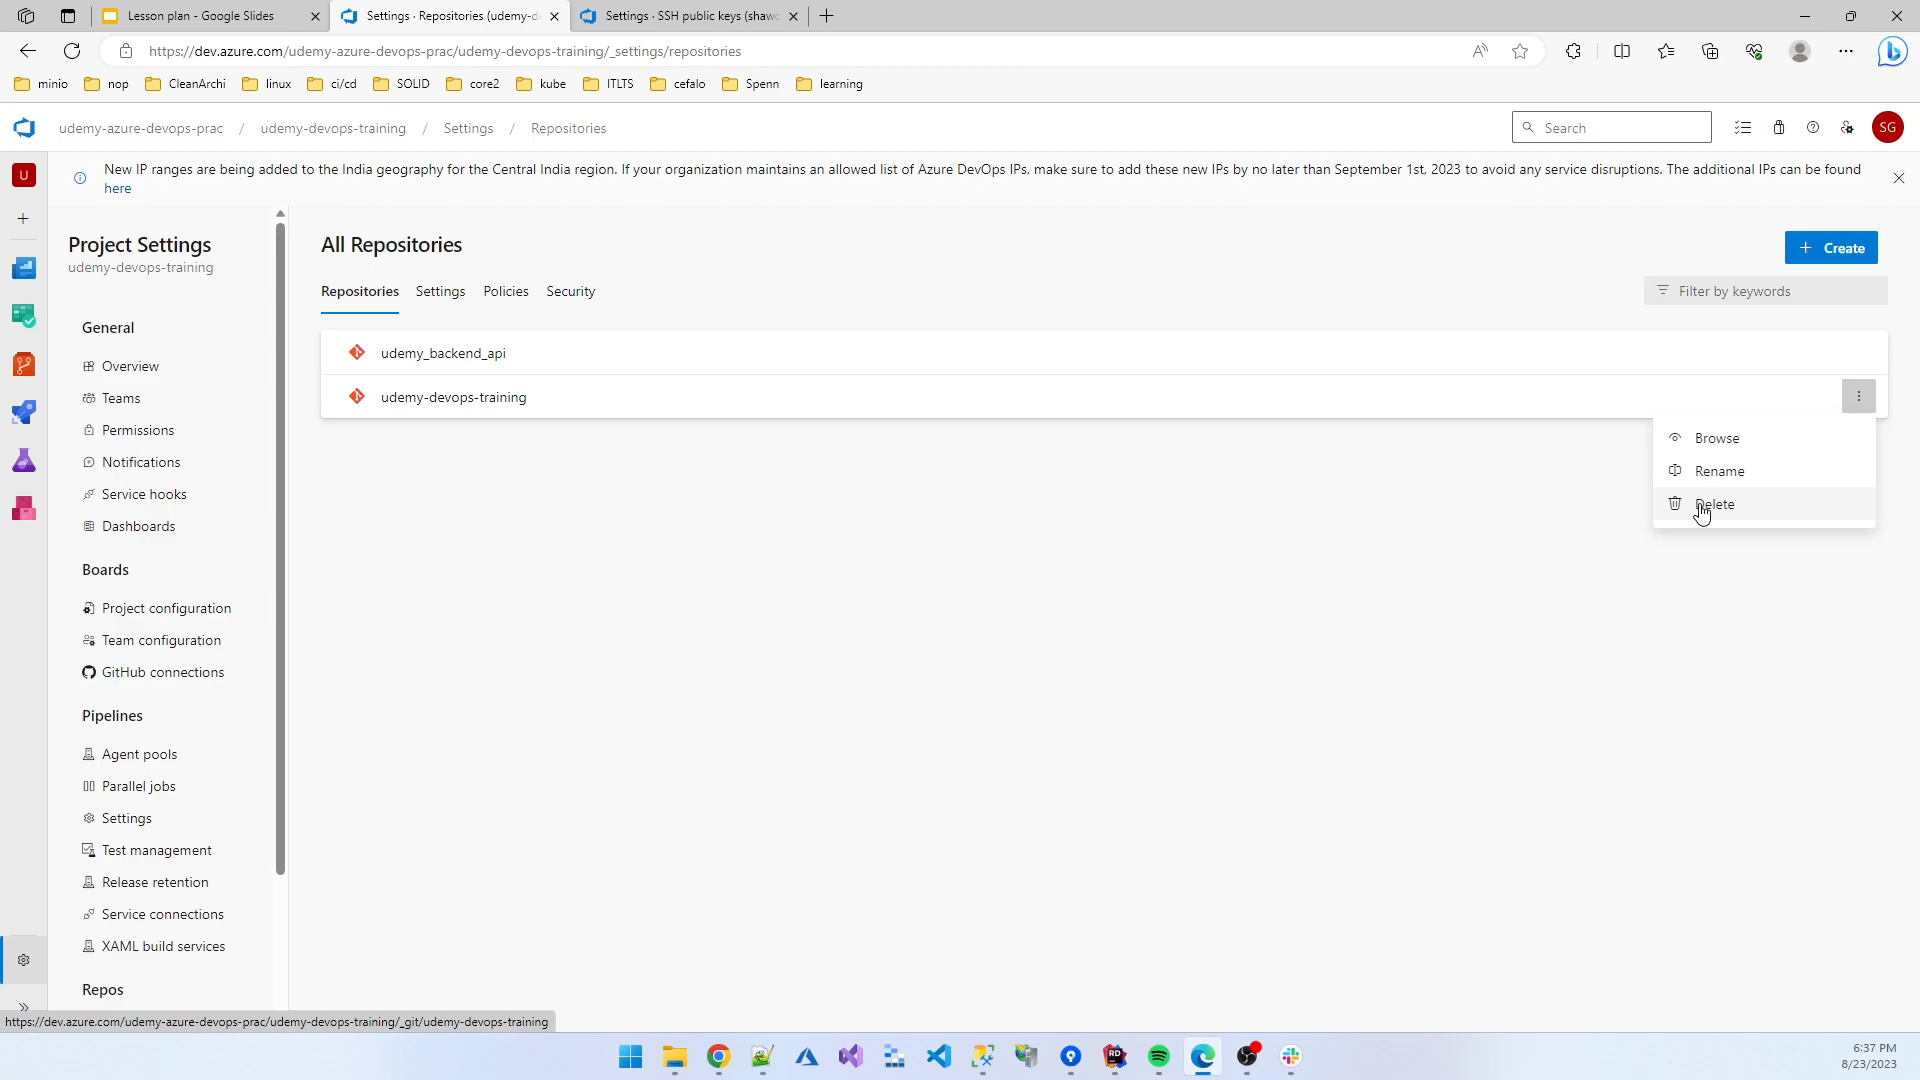 Lesson plan - Google Slides
Settings · Repositories (udemy-d
Settings · SSH public keys (shawc
https://dev.azure.com/udemy-azure-devops-prac/udemy-devops-training/_settings/repositories
minio
nop
CleanArchi
linux
ci/cd
SOLID
core2
kube
ITLTS
cefalo
Spenn
learning
udemy-azure-devops-prac / udemy-devops-training / Settings / Repositories
Search
SG
U
New IP ranges are being added to the India geography for the Central India region. If your organization maintains an allowed list of Azure DevOps IPs, make sure to add these new IPs by no later than September 1st, 2023 to avoid any service disruptions. The additional IPs can be found
here
Project Settings
udemy-devops-training
General
Overview
Teams
Permissions
Notifications
Service hooks
Dashboards
Boards
Project configuration
Team configuration
GitHub connections
Pipelines
Agent pools
Parallel jobs
Settings
Test management
Release retention
Service connections
XAML build services
Repos
All Repositories
Create
Repositories
Settings
Policies
Security
Filter by keywords
udemy_backend_api
udemy-devops-training
Browse
Rename
Delete
https://dev.azure.com/udemy-azure-devops-prac/udemy-devops-training/_git/udemy-devops-training
RD
6:37 PM
8/23/2023